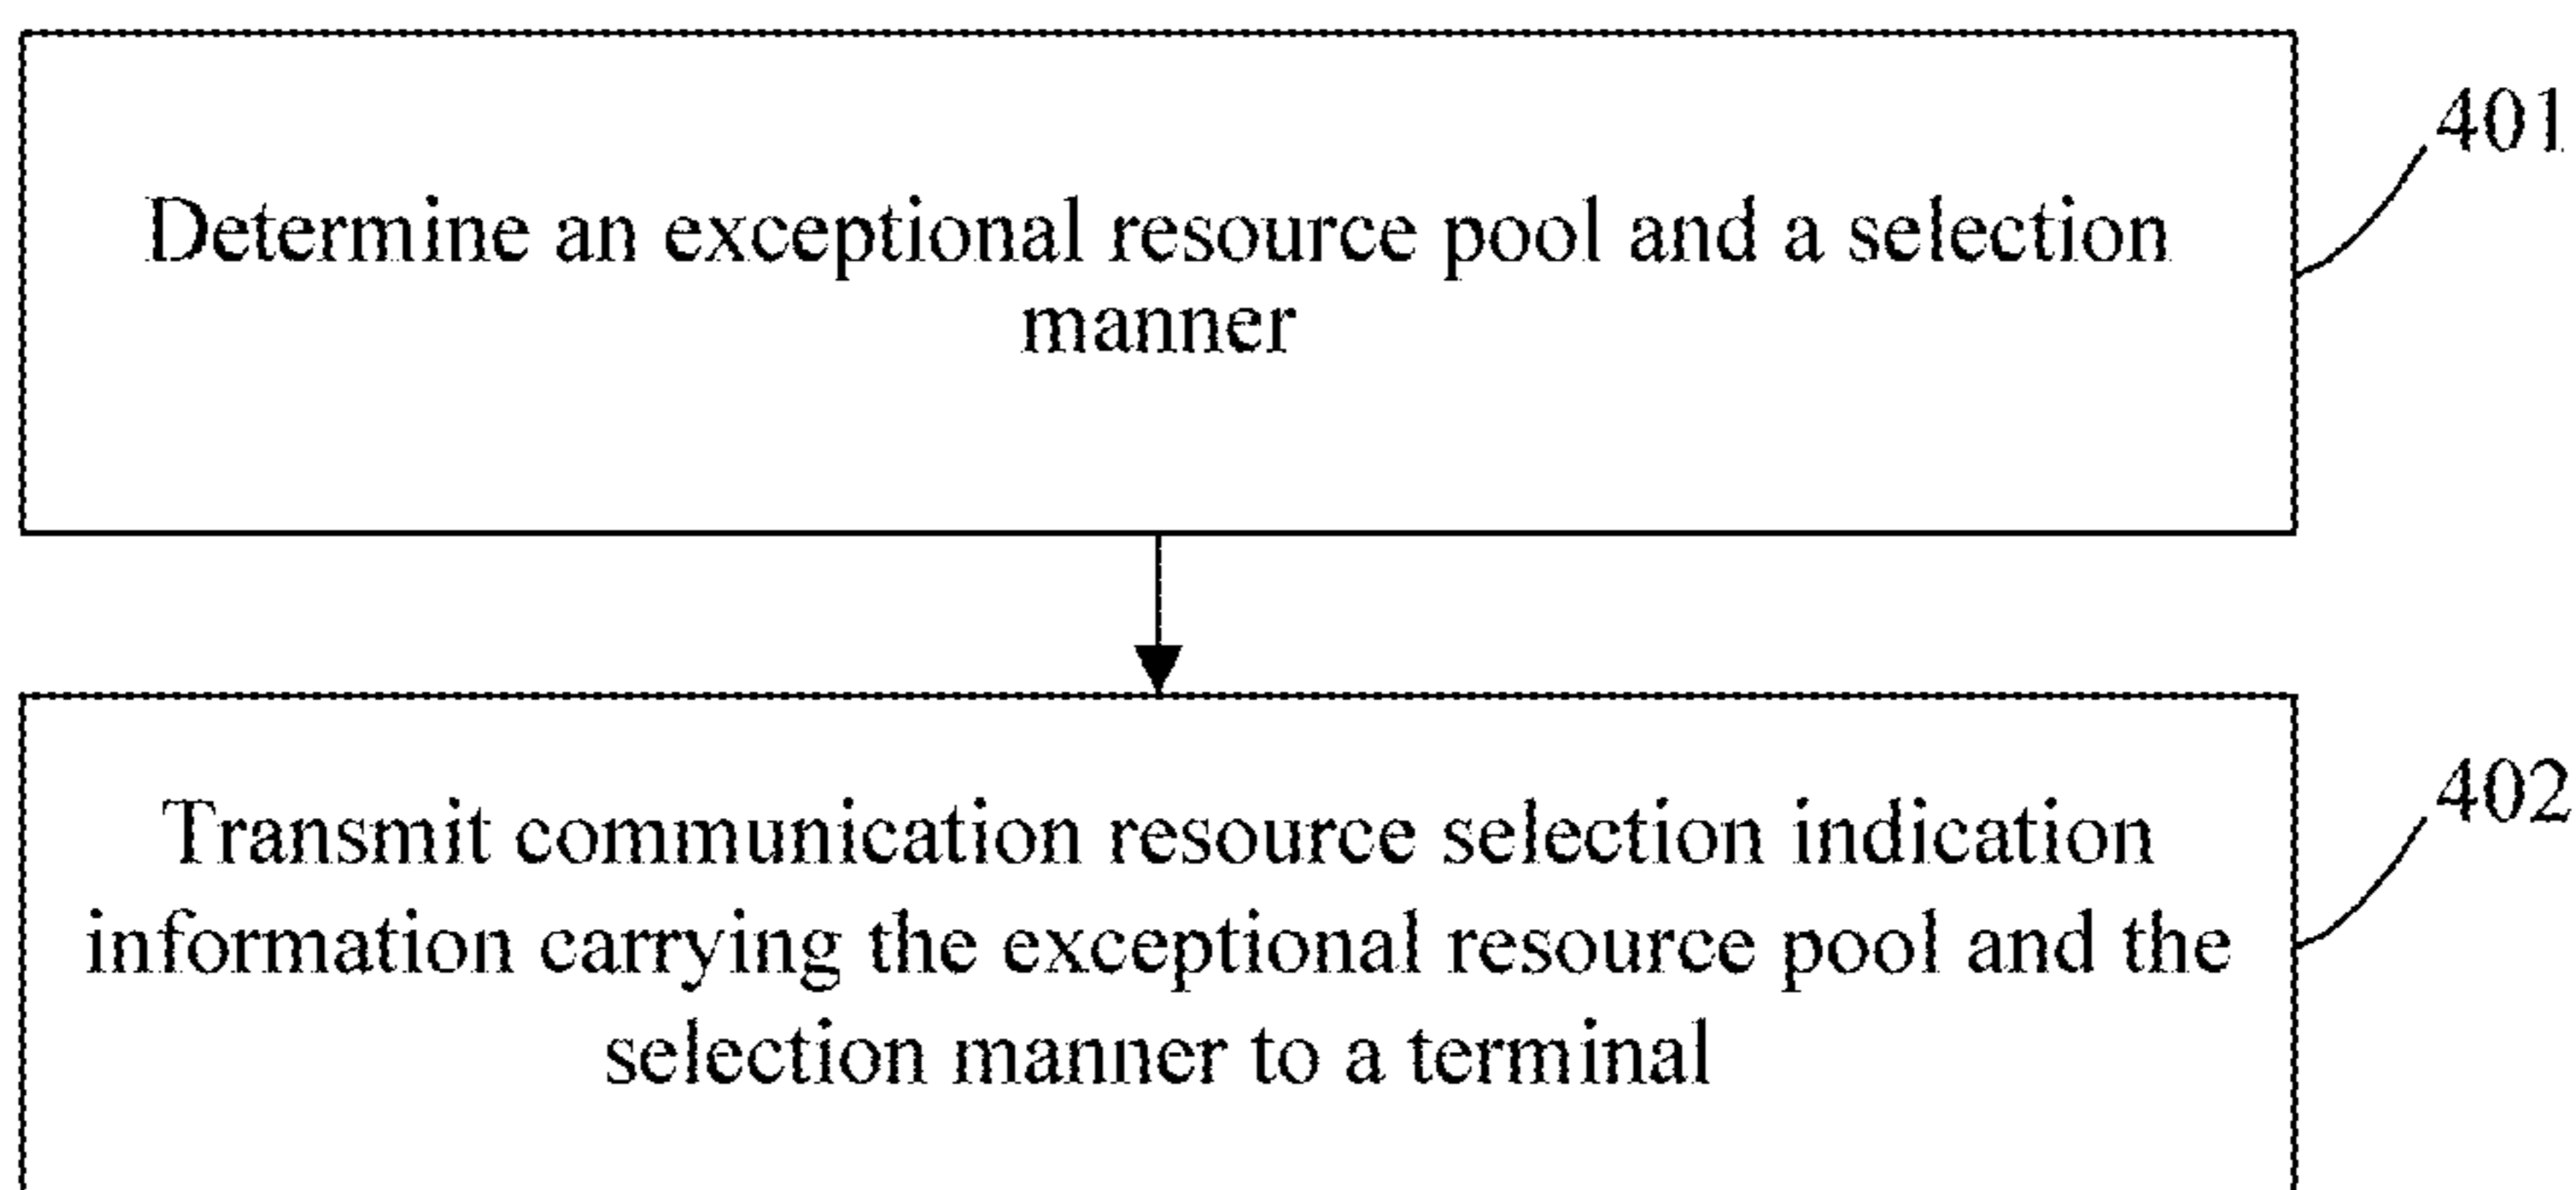 401
Determine an exceptional resource pool and a selection
manner
402
Transmit communication resource selection indication
information carrying the exceptional resource pool and the
selection manner to a terminal